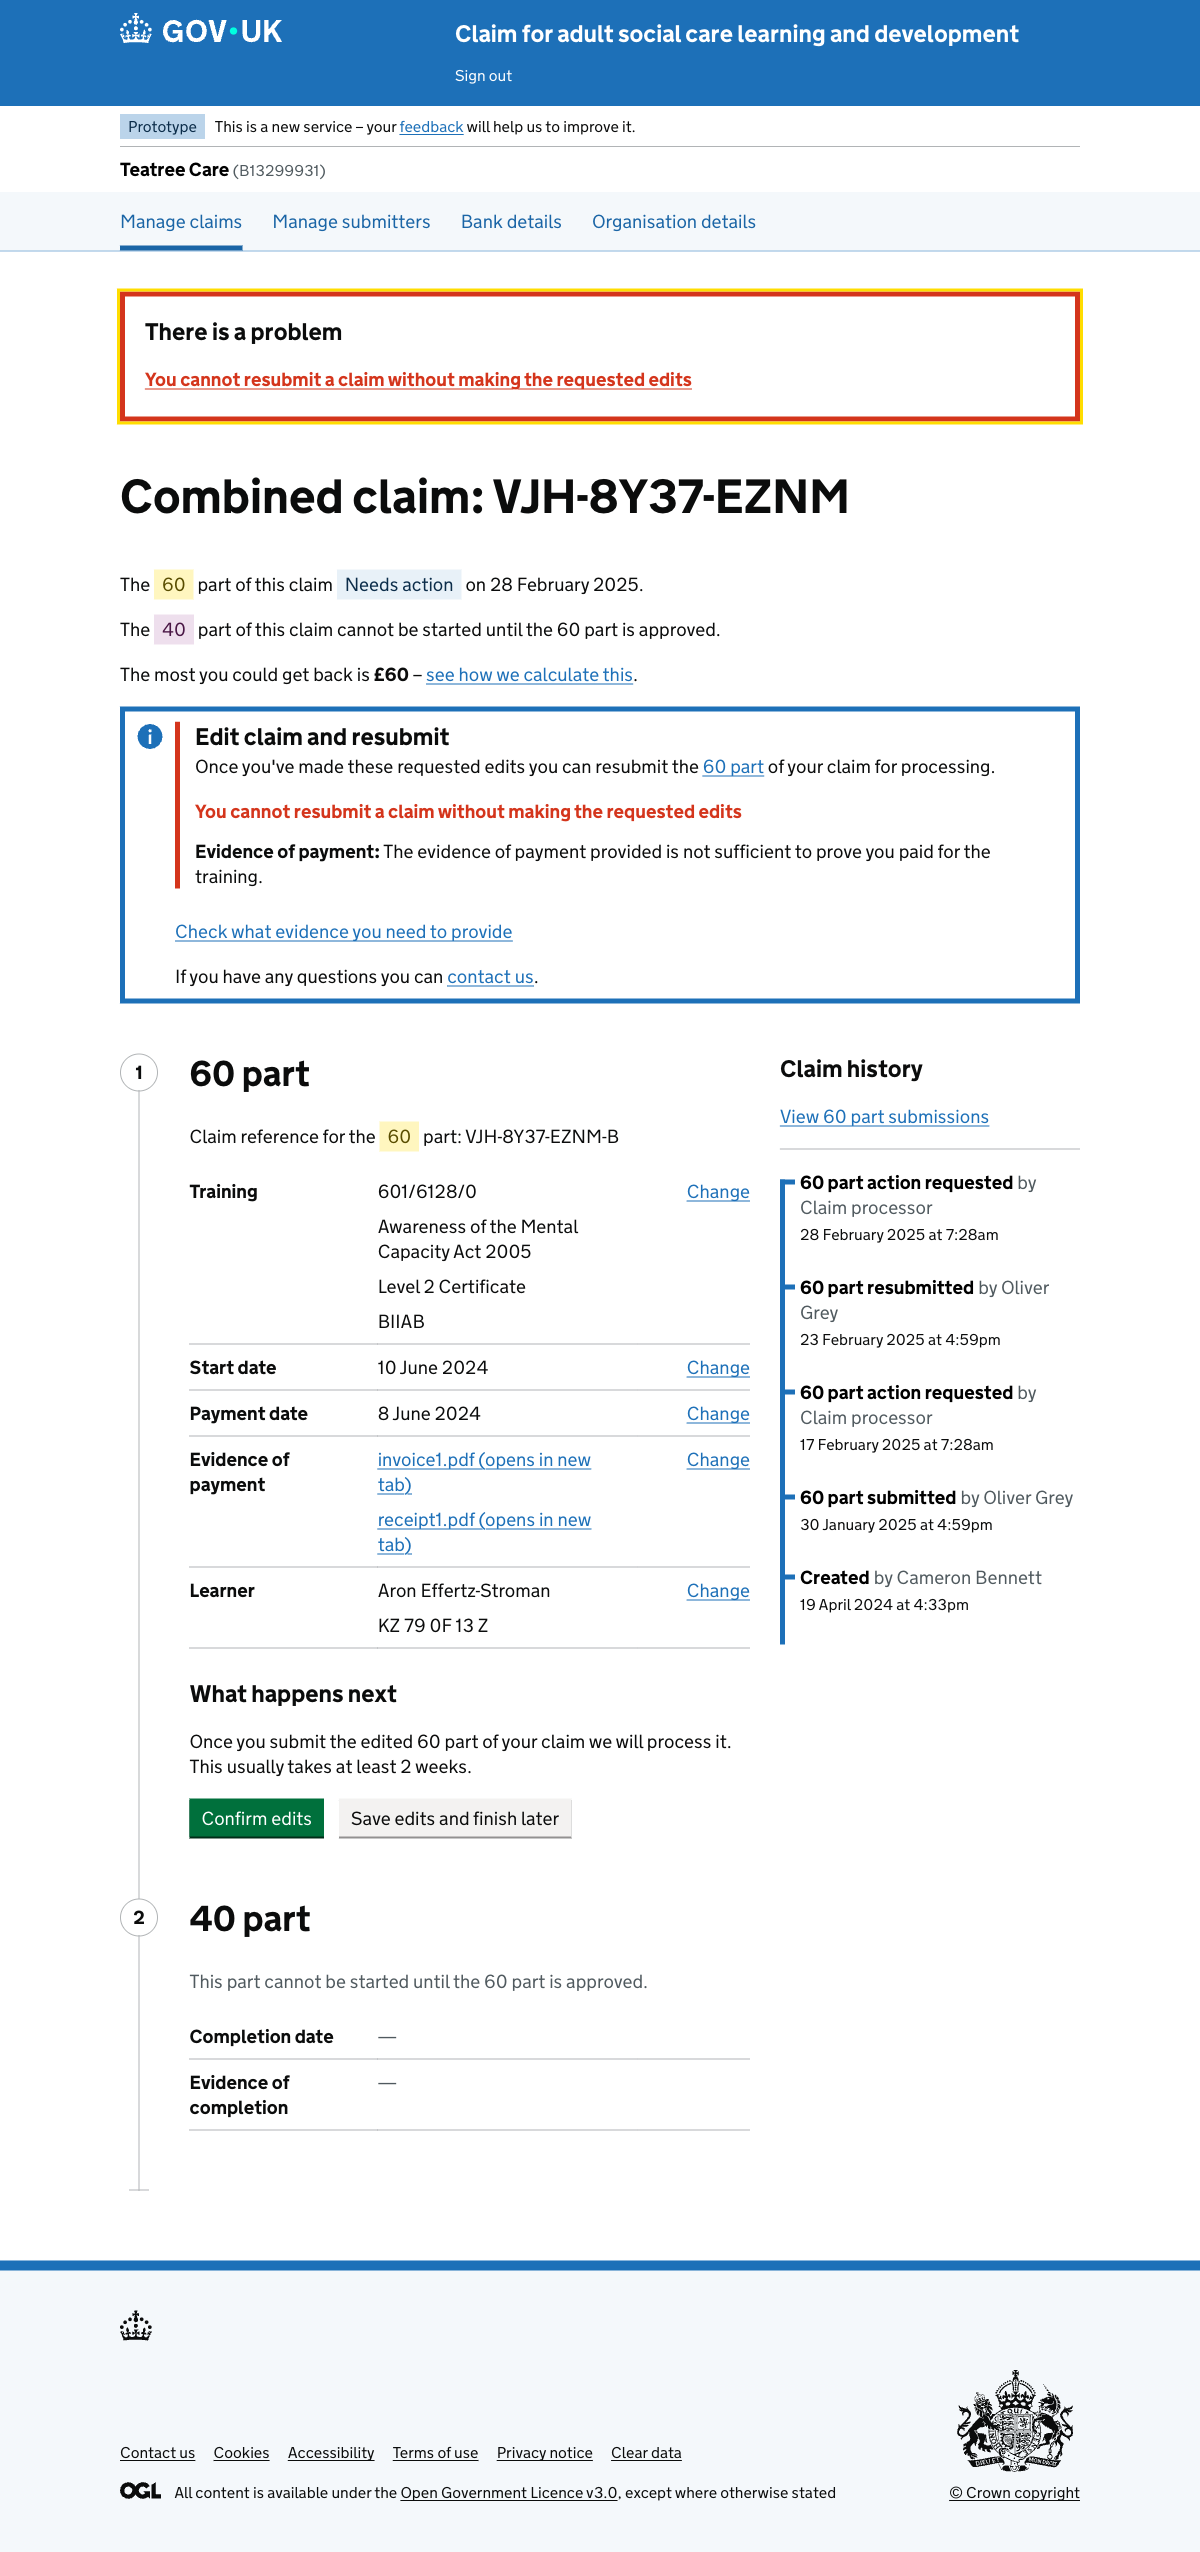 GOV·UK
Claim for adult social care learning and development
Sign out
Prototype This is a new service – your feedback will help us to improve it.
Teatree Care (B13299931)
Manage claims Manage submitters Bank details Organisation details
There is a problem
You cannot resubmit a claim without making the requested edits
Combined claim: VJH-8Y37-EZNM
The 60 part of this claim Needs action on 28 February 2025.
The 40 part of this claim cannot be started until the 60 part is approved.
The most you could get back is £60 – see how we calculate this.
Edit claim and resubmit
Once you've made these requested edits you can resubmit the 60 part of your claim for processing.
You cannot resubmit a claim without making the requested edits
Evidence of payment: The evidence of payment provided is not sufficient to prove you paid for the
training.
Check what evidence you need to provide
If you have any questions you can contact us.
1
60 part
Claim reference for the 60 part: VJH-8Y37-EZNM-B
Training 601/6128/0 Change
Awareness of the Mental
Capacity Act 2005
Level 2 Certificate
BIIAB
Start date 10 June 2024 Change
Payment date 8 June 2024 Change
Evidence of
payment
invoice1.pdf (opens in new
tab)
Change
receipt1.pdf (opens in new
tab)
Learner Aron Effertz-Stroman Change
KZ 79 0F 13 Z
What happens next
Once you submit the edited 60 part of your claim we will process it.
This usually takes at least 2 weeks.
Confirm edits Save edits and finish later
Claim history
View 60 part submissions
60 part action requested by
Claim processor
28 February 2025 at 7:28am
60 part resubmitted by Oliver
Grey
23 February 2025 at 4:59pm
60 part action requested by
Claim processor
17 February 2025 at 7:28am
60 part submitted by Oliver Grey
30 January 2025 at 4:59pm
Created by Cameron Bennett
19 April 2024 at 4:33pm
2
40 part
This part cannot be started until the 60 part is approved.
Completion date —
Evidence of
completion
—
Contact us Cookies Accessibility Terms of use Privacy notice Clear data
OGL All content is available under the Open Government Licence v3.0, except where otherwise stated
© Crown copyright